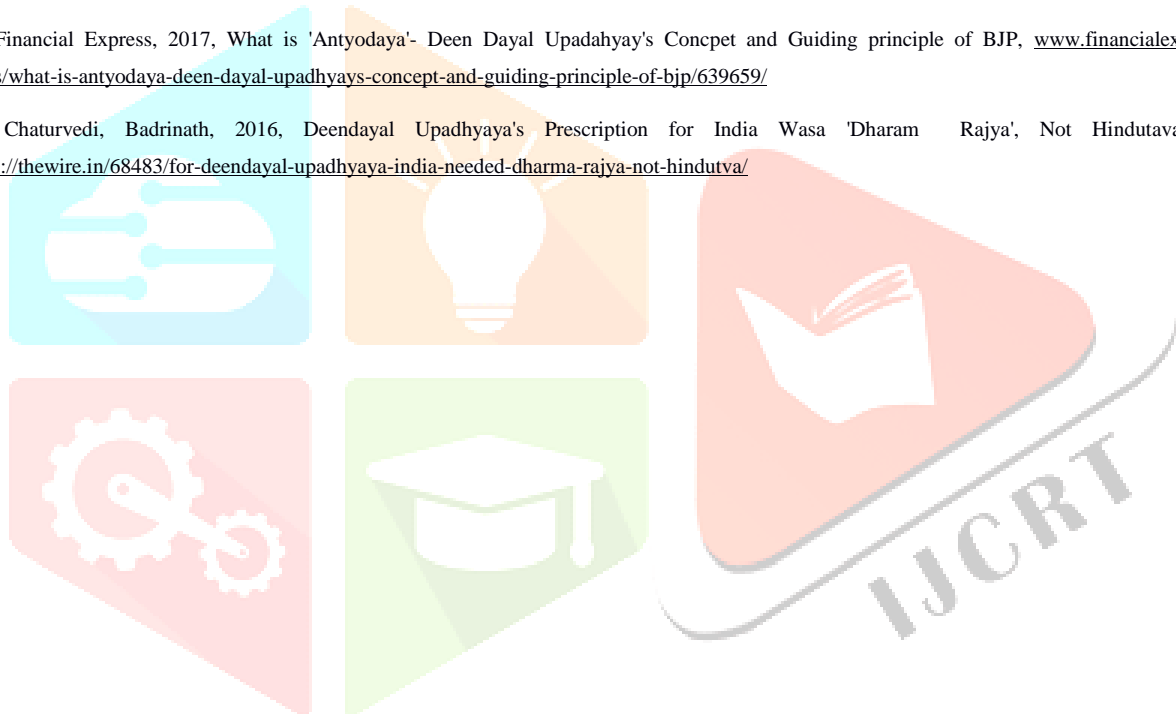 Financial Express, 2017, What is 'Antyodaya'- Deen Dayal Upadahyay's Concpet and Guiding principle of BJP, www.financialex
s/what-is-antyodaya-deen-dayal-upadhyays-concept-and-guiding-principle-of-bjp/639659/
Chaturvedi, Badrinath, 2016, Deendayal Upadhyaya's Prescription for India Wasa 'Dharam Rajya', Not Hindutava
://thewire.in/68483/for-deendayal-upadhyaya-india-needed-dharma-rajya-not-hindutva/
IJCRT